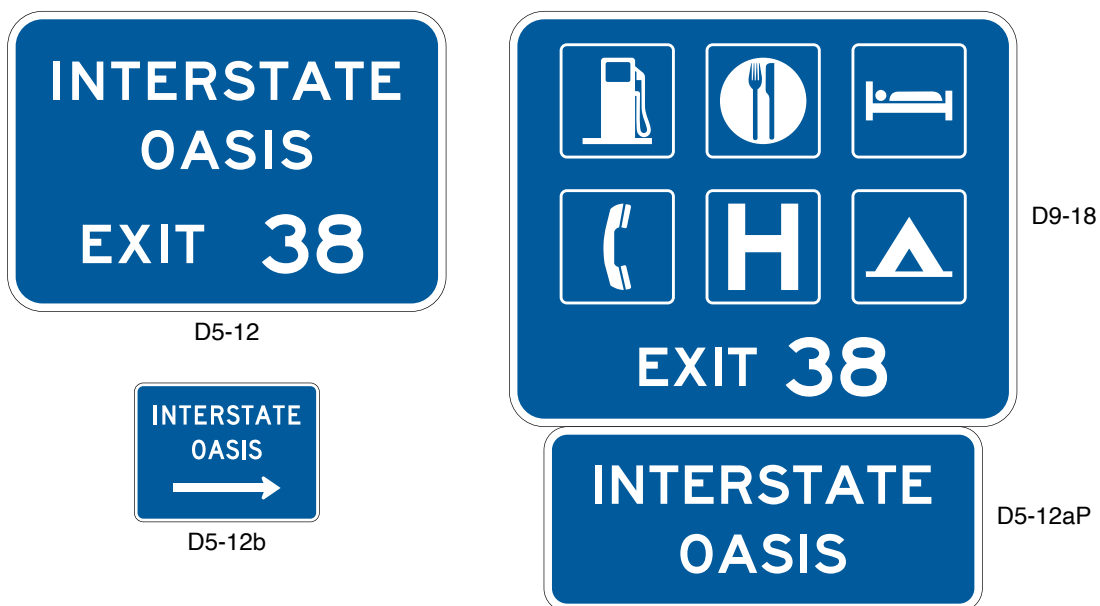 INTERSTATE
OASIS
EXIT 38
D5-12
INTERSTATE
OASIS
D5-12b
H
EXIT 38
D9-18
INTERSTATE
OASIS
D5-12aP